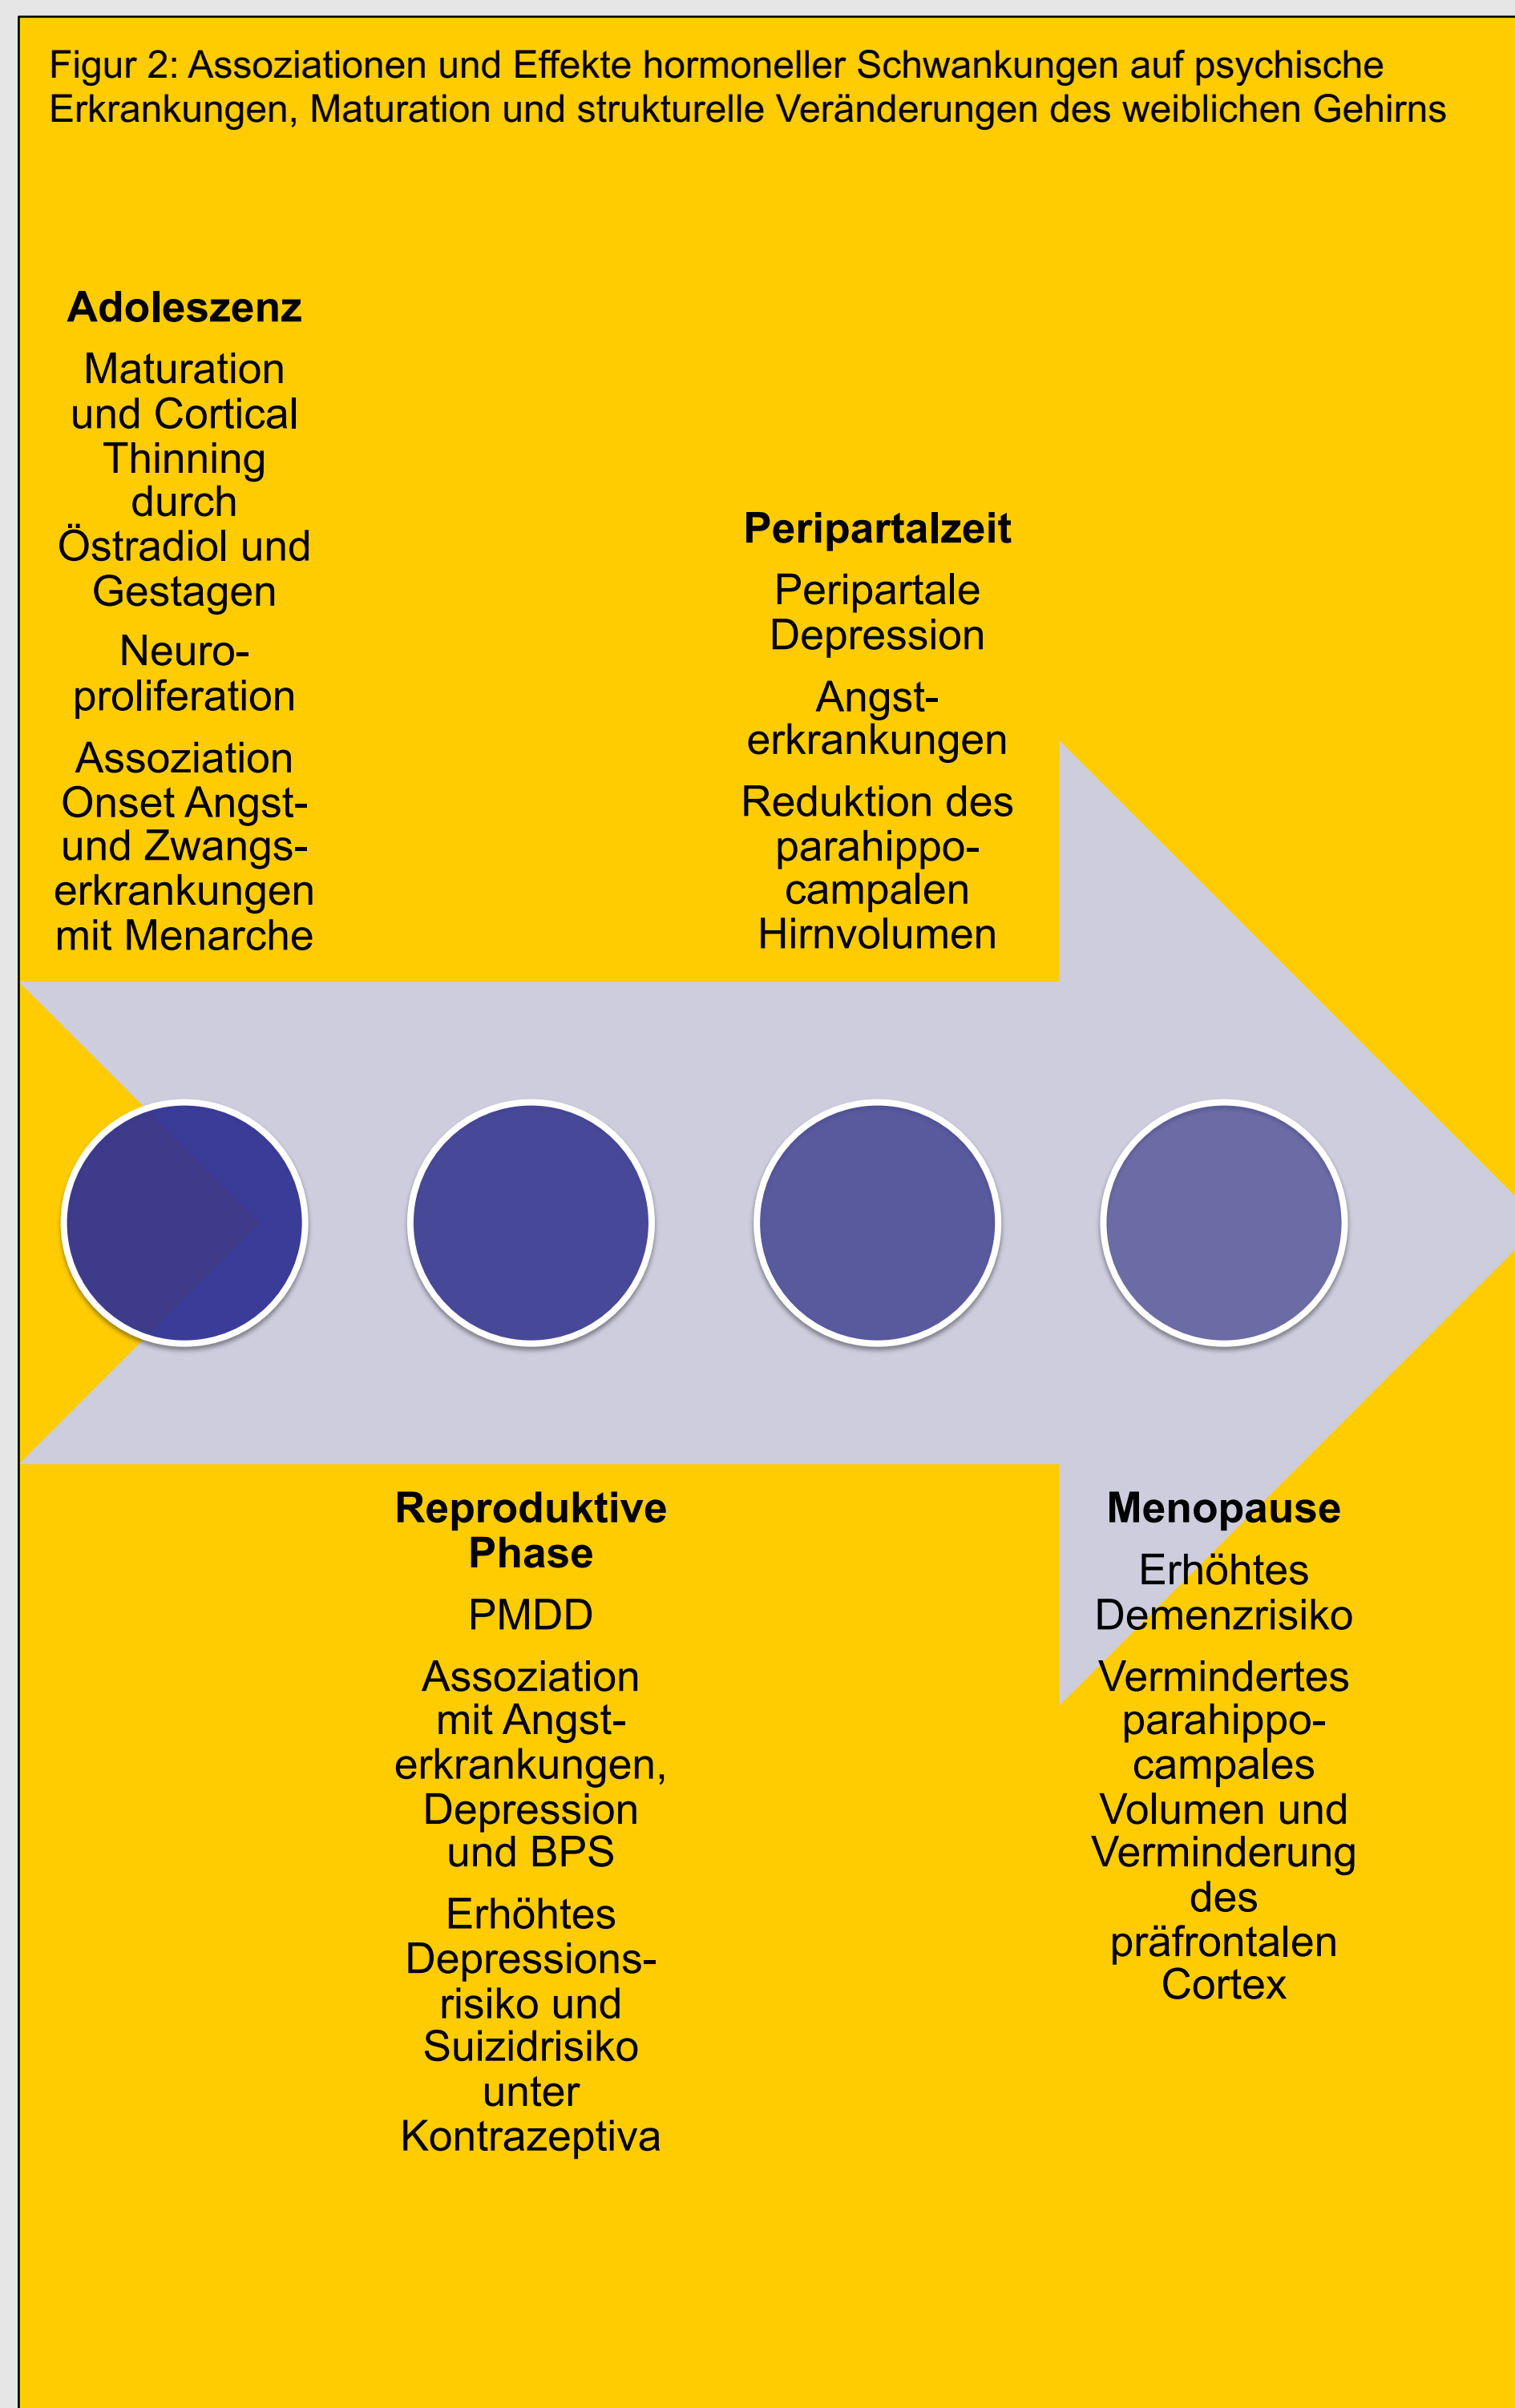 Figur 2: Assoziationen und Effekte hormoneller Schwankungen auf psychische
Erkrankungen, Maturation und strukturelle Veränderungen des weiblichen Gehirns
Adoleszenz
Maturation
und Cortical
Thinning
durch
Östradiol und
Gestagen
Neuro-
proliferation
Assoziation
Onset Angst-
und Zwangs-
erkrankungen
mit Menarche
Peripartalzeit
Peripartale
Depression
Angst-
erkrankungen
Reduktion des
parahippo-
campalen
Hirnvolumen
Reproduktive
Phase
PMDD
Assoziation
mit Angst-
erkrankungen,
Depression
und BPS
Erhöhtes
Depressions-
risiko und
Suizidrisiko
unter
Kontrazeptiva
Menopause
Erhöhtes
Demenzrisiko
Vermindertes
parahippo-
campales
Volumen und
Verminderung
des
präfrontalen
Cortex